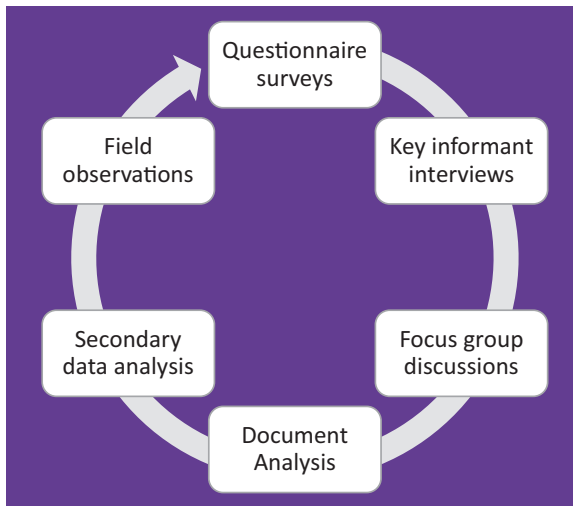 Questionnaire
surveys
Key informant
interviews
Focus group
discussions
Document
Analysis
Secondary
data analysis
Field
observations